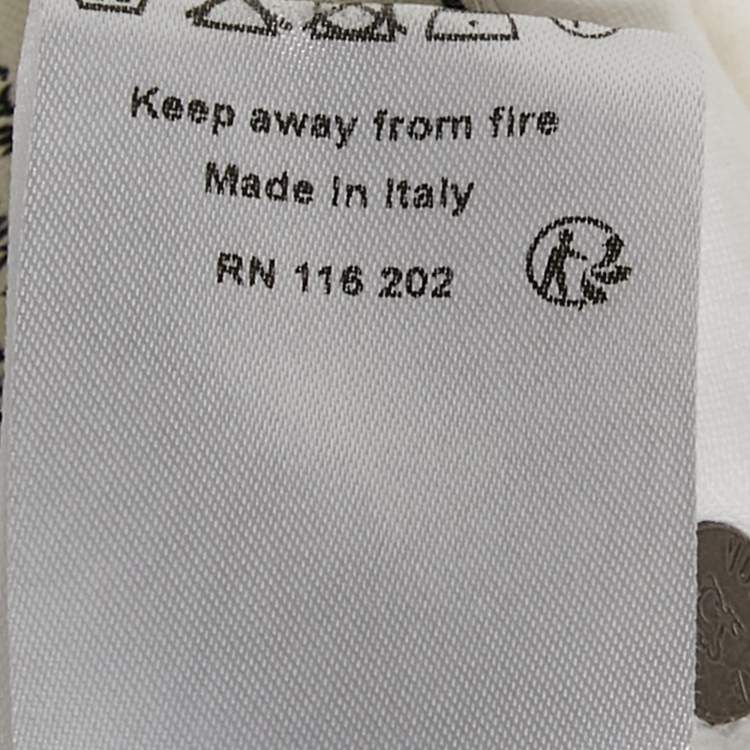 Keep away from fire
Made in Italy
RN 116 202